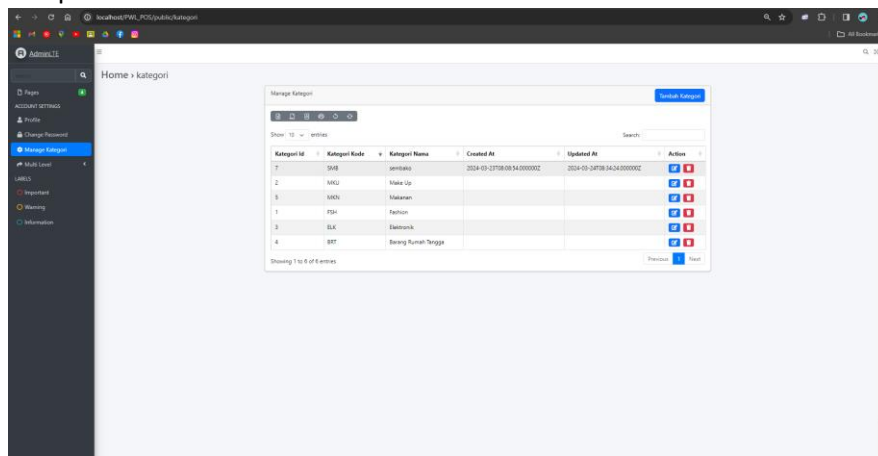 localhost/PWL_POS/public/kategori
All Bookmar
AdminLTE
Home › kategori
Pages 4
ACCOUNT SETTINGS
Profile
Change Password
Manage Kategori
Multi Level
LABELS
Important
Warning
Information
Manage Kategori
Tambah Kategori
Show 10 entries
Search:
Kategori Id Kategori Kode Kategori Nama Created At Updated At Action
7 SMB sembako 2024-03-23T08:08:54.000000Z 2024-03-24T08:34:24.000000Z
2 MKU Make Up
5 MKN Makanan
1 FSH Fashion
3 ELK Elektronik
4 BRT Barang Rumah Tangga
Showing 1 to 6 of 6 entries
Previous 1 Next